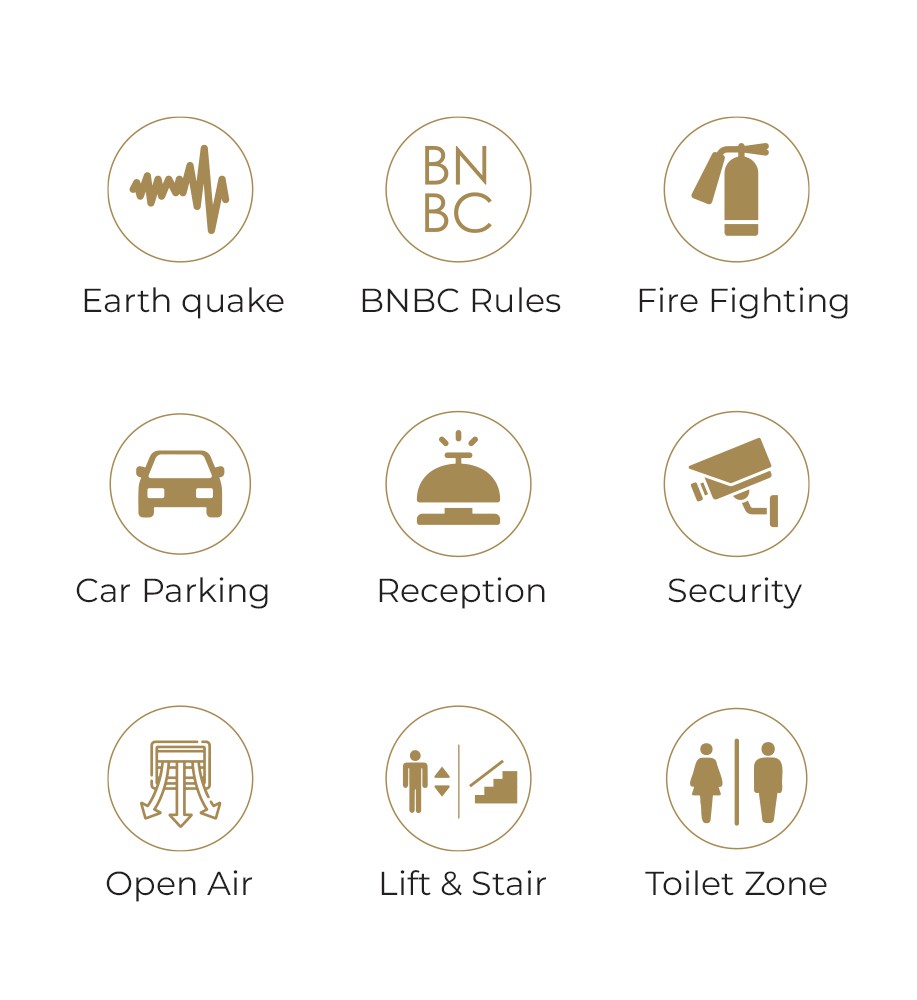 BN
BC
Earth quake
BNBC Rules
Fire Fighting
Car Parking
Reception
Security
Open Air
Lift & Stair
Toilet Zone